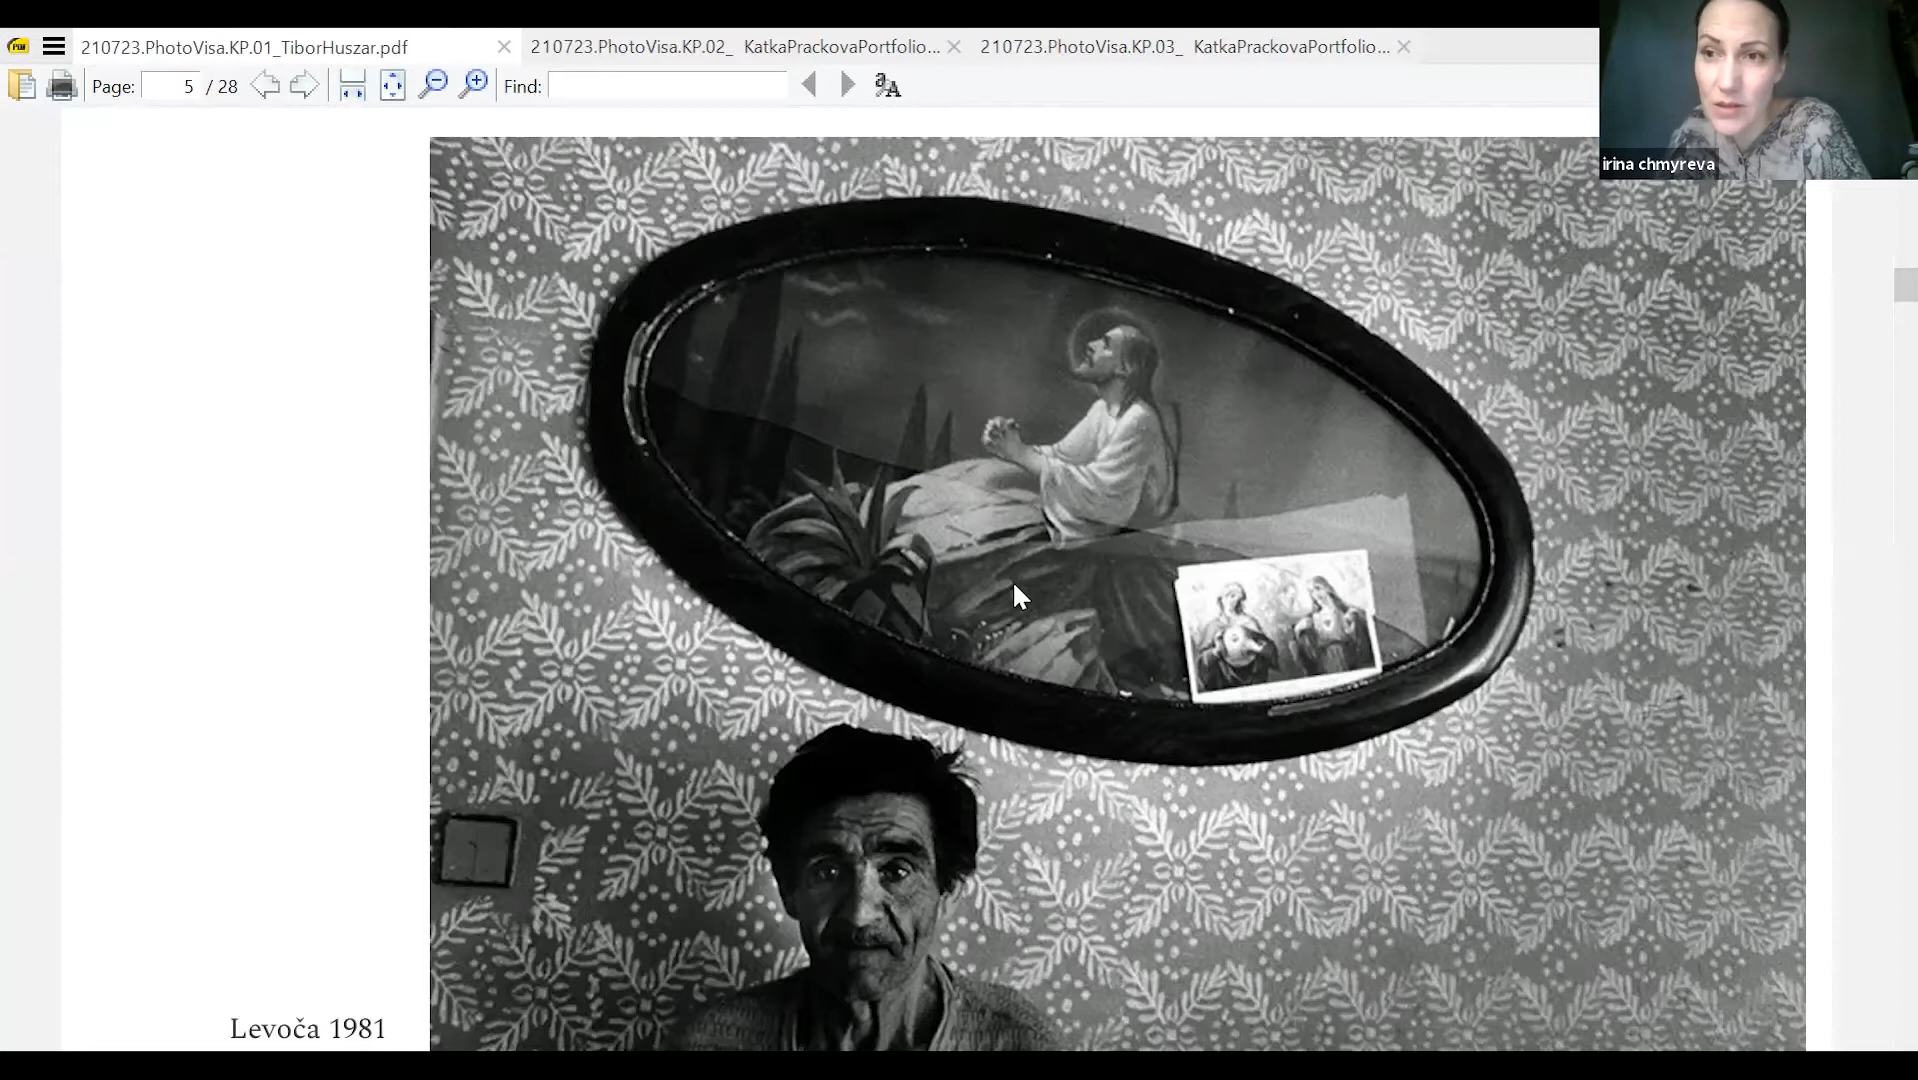 210723.PhotoVisa.KP.01_TiborHuszar.pdf
210723.PhotoVisa.KP.02_ KatkaPrackovaPortfolio...
210723.PhotoVisa.KP.03_ KatkaPrackovaPortfolio...
Page: 5 / 28
Find:
irina chmyreva
Levoča 1981